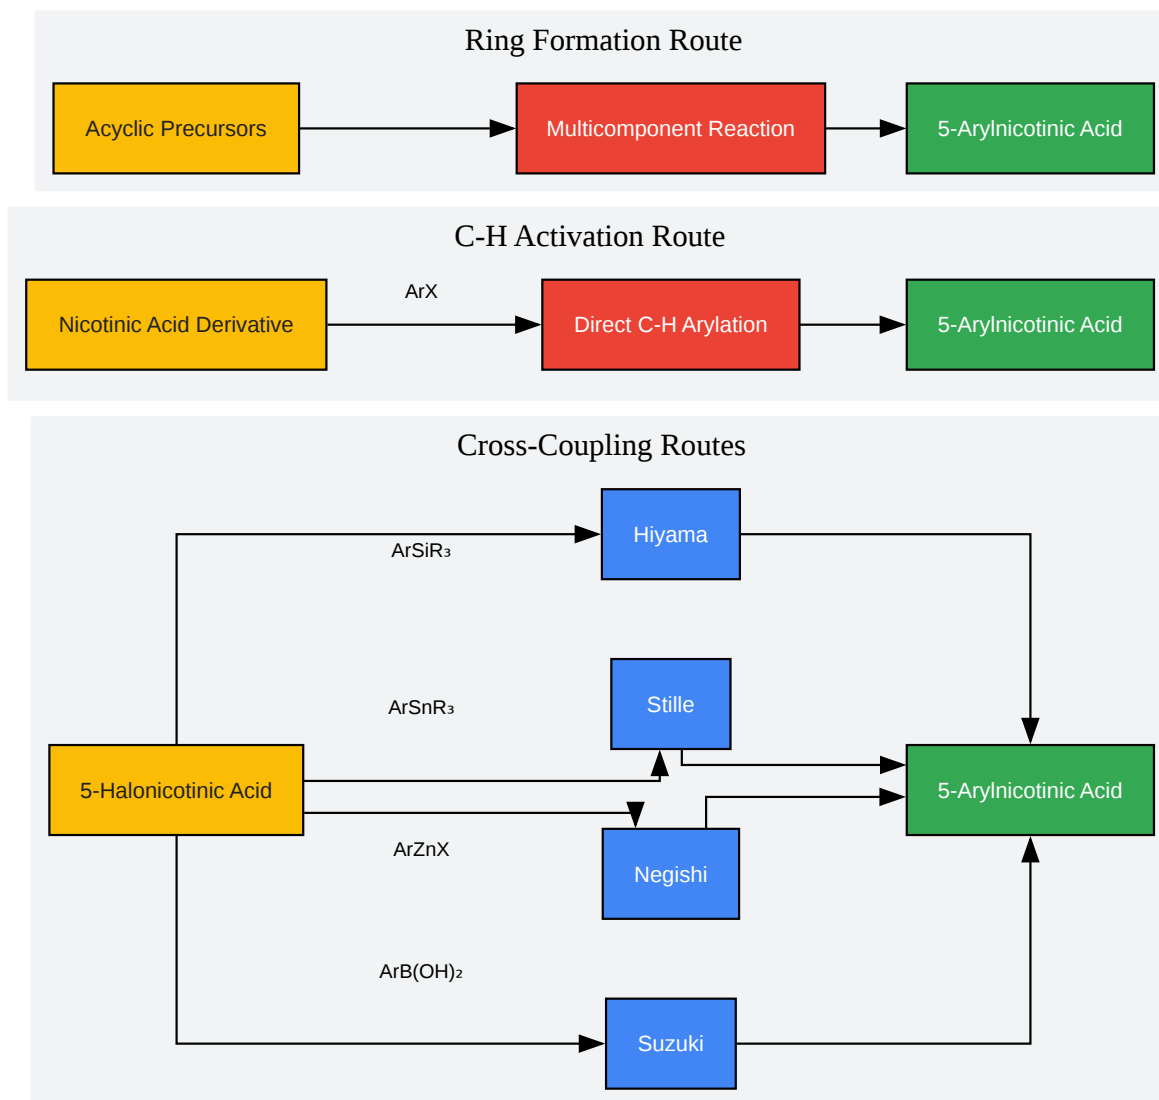 Ring Formation Route
Acyclic Precursors
Multicomponent Reaction
5-Arylnicotinic Acid
C-H Activation Route
Nicotinic Acid Derivative
ArX
Direct C-H Arylation
5-Arylnicotinic Acid
Cross-Coupling Routes
Hiyama
ArSiR₃
Stille
ArSnR₃
5-Halonicotinic Acid
5-Arylnicotinic Acid
ArZnX
Negishi
ArB(OH)₂
Suzuki